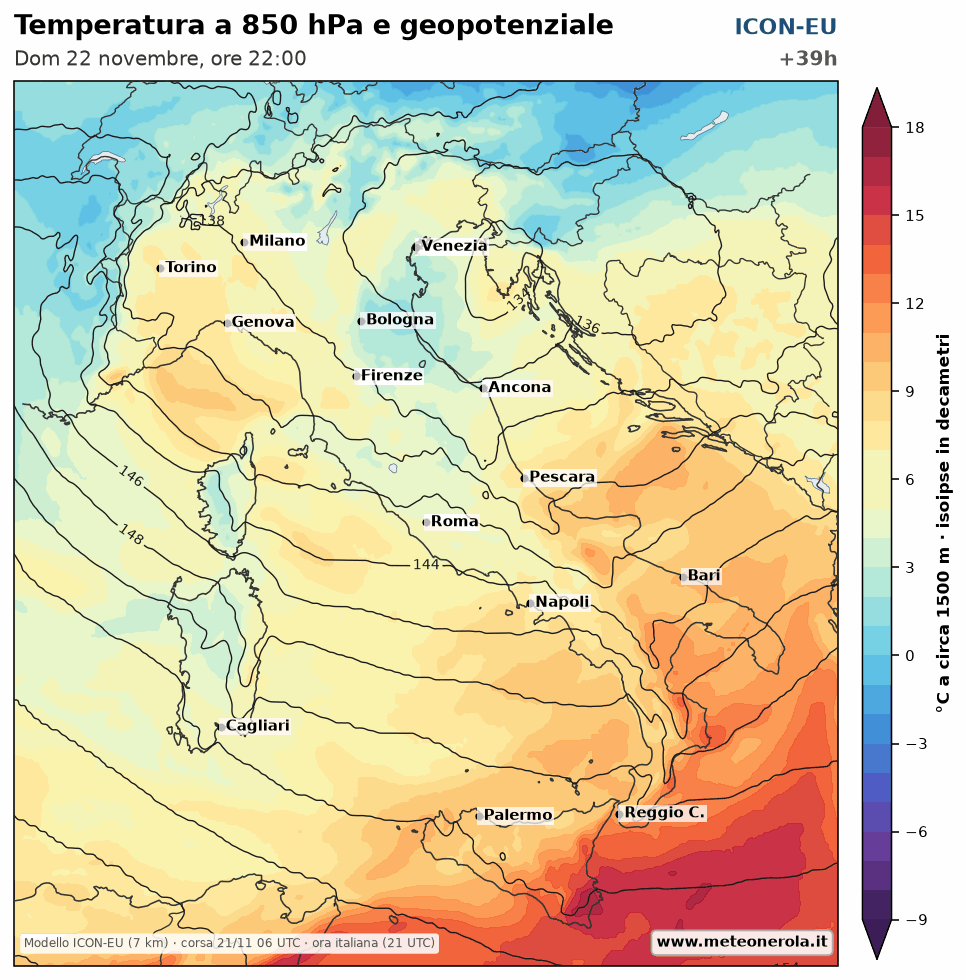 Temperatura a 850 hPa e geopotenziale
ICON-EU
Dom 22 novembre, ore 22:00
+39h
138
Milano
Venezia
Torino
134
Genova
Bologna
136
Firenze
Ancona
146
Pescara
148
Roma
144
Bari
Napoli
Cagliari
Palermo
Reggio C.
Modello ICON-EU (7 km) · corsa 21/11 06 UTC · ora italiana (21 UTC)
www.meteonerola.it
18
15
12
9
6
3
0
−3
−6
−9
°C a circa 1500 m · isoipse in decametri